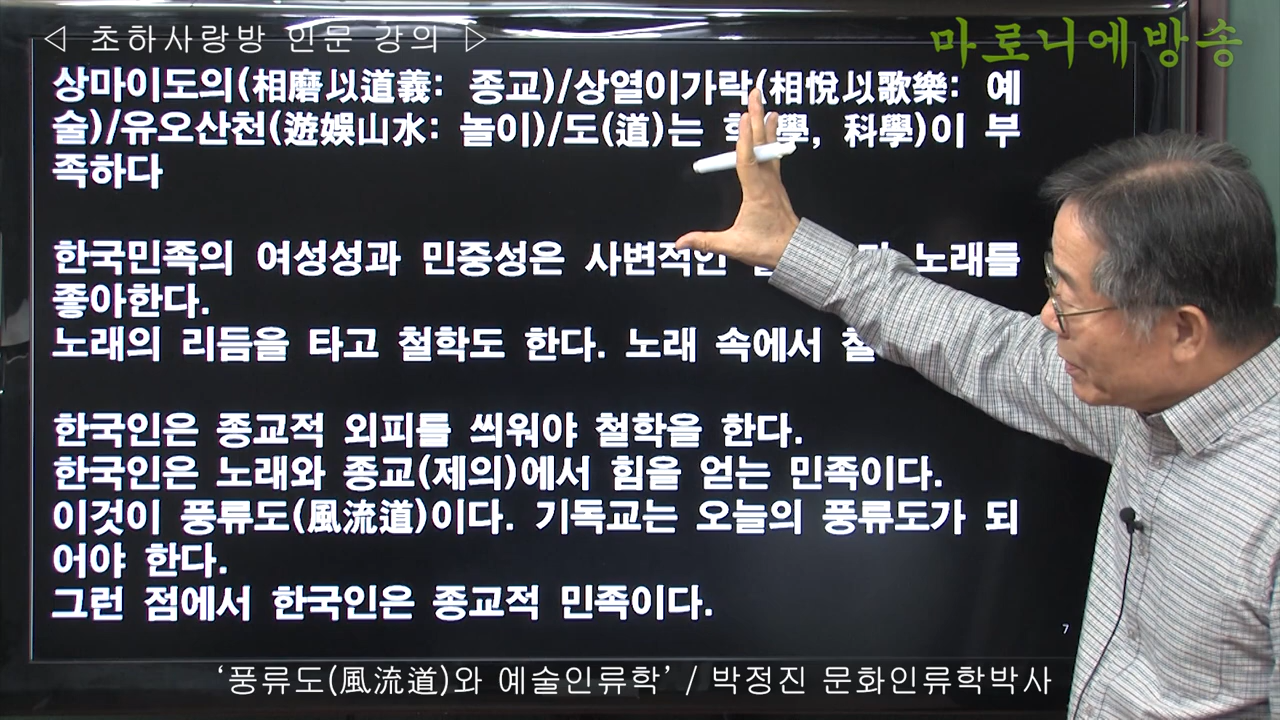 ◁ 초하사랑방 인문 강의 ▷
마로니에방송
상마이도의(相磨以道義: 종교)/상열이가락(相悅以歌樂: 예
술)/유오산천(遊娛山水: 놀이)/도(道)는 學, 科學)이 부
족하다
한국민족의 여성성과 민중성은 사변적인 노래를
좋아한다.
노래의 리듬을 타고 철학도 한다. 노래 속에서
한국인은 종교적 외피를 씌워야 철학을 한다.
한국인은 노래와 종교(제의)에서 힘을 얻는 민족이다.
이것이 풍류도(風流道)이다. 기독교는 오늘의 풍류도가 되
어야 한다.
그런 점에서 한국인은 종교적 민족이다.
7
‘풍류도(風流道)와 예술인류학’ / 박정진 문화인류학박사